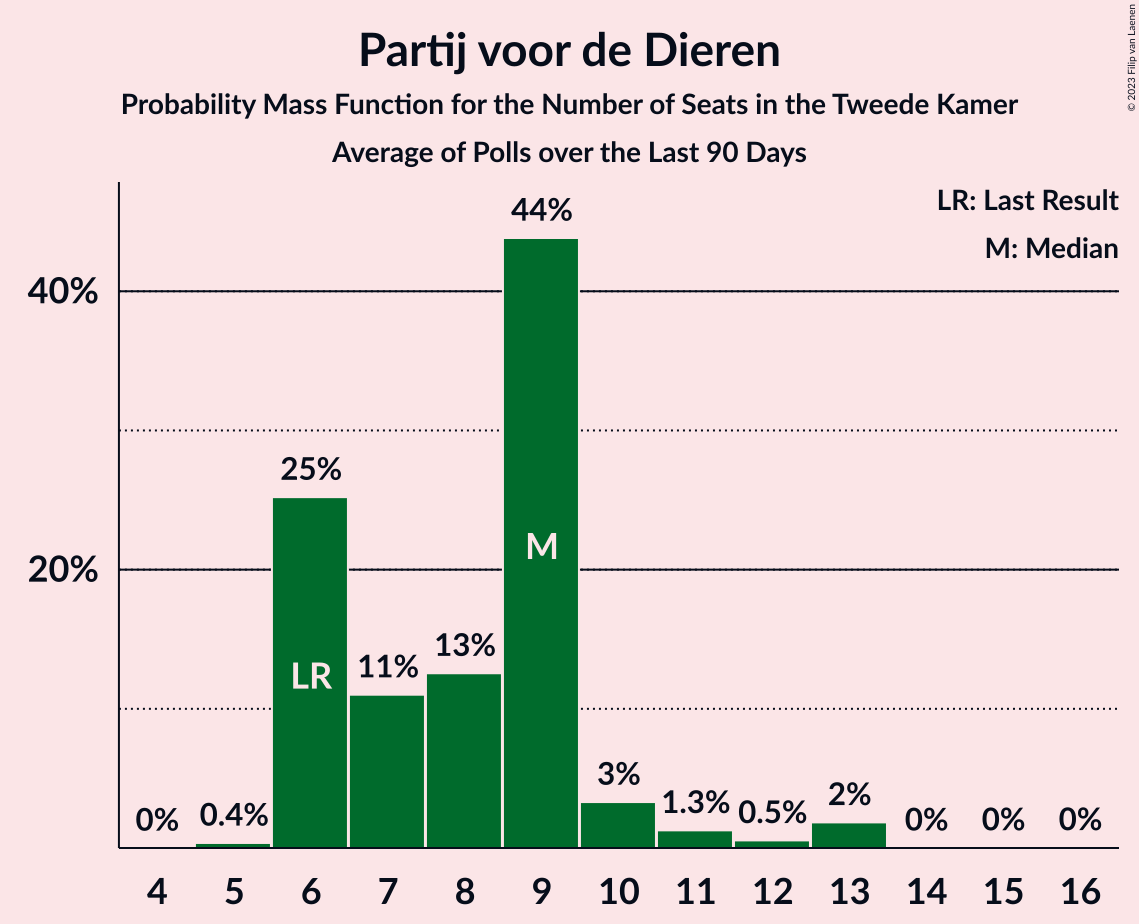 Partij voor de Dieren
Probability Mass Function for the Number of Seats in the Tweede Kamer
Average of Polls over the Last 90 Days
© 2023 Filip van Laenen
LR: Last Result
M: Median
44%
40%
25%
M
20%
13%
11%
LR
3%
2%
1.3%
0.5%
0.4%
0%
0%
0%
0%
4 5 6 7 8 9 10 11 12 13 14 15 16